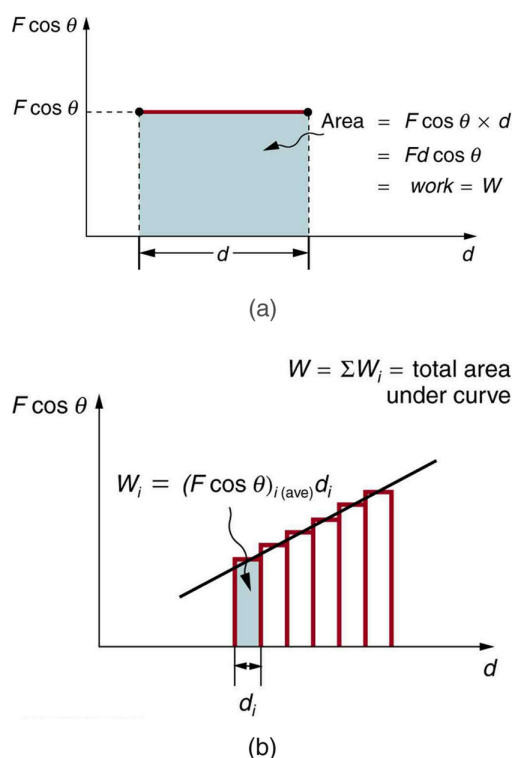 F cos θ
F cos θ
Area = F cos θ × d
= Fd cos θ
= work = W
d
d
(a)
W = ΣWᵢ = total area
under curve
F cos θ
Wᵢ = (F cos θ)ᵢ₍ₐᵥₑ₎dᵢ
d
dᵢ
(b)